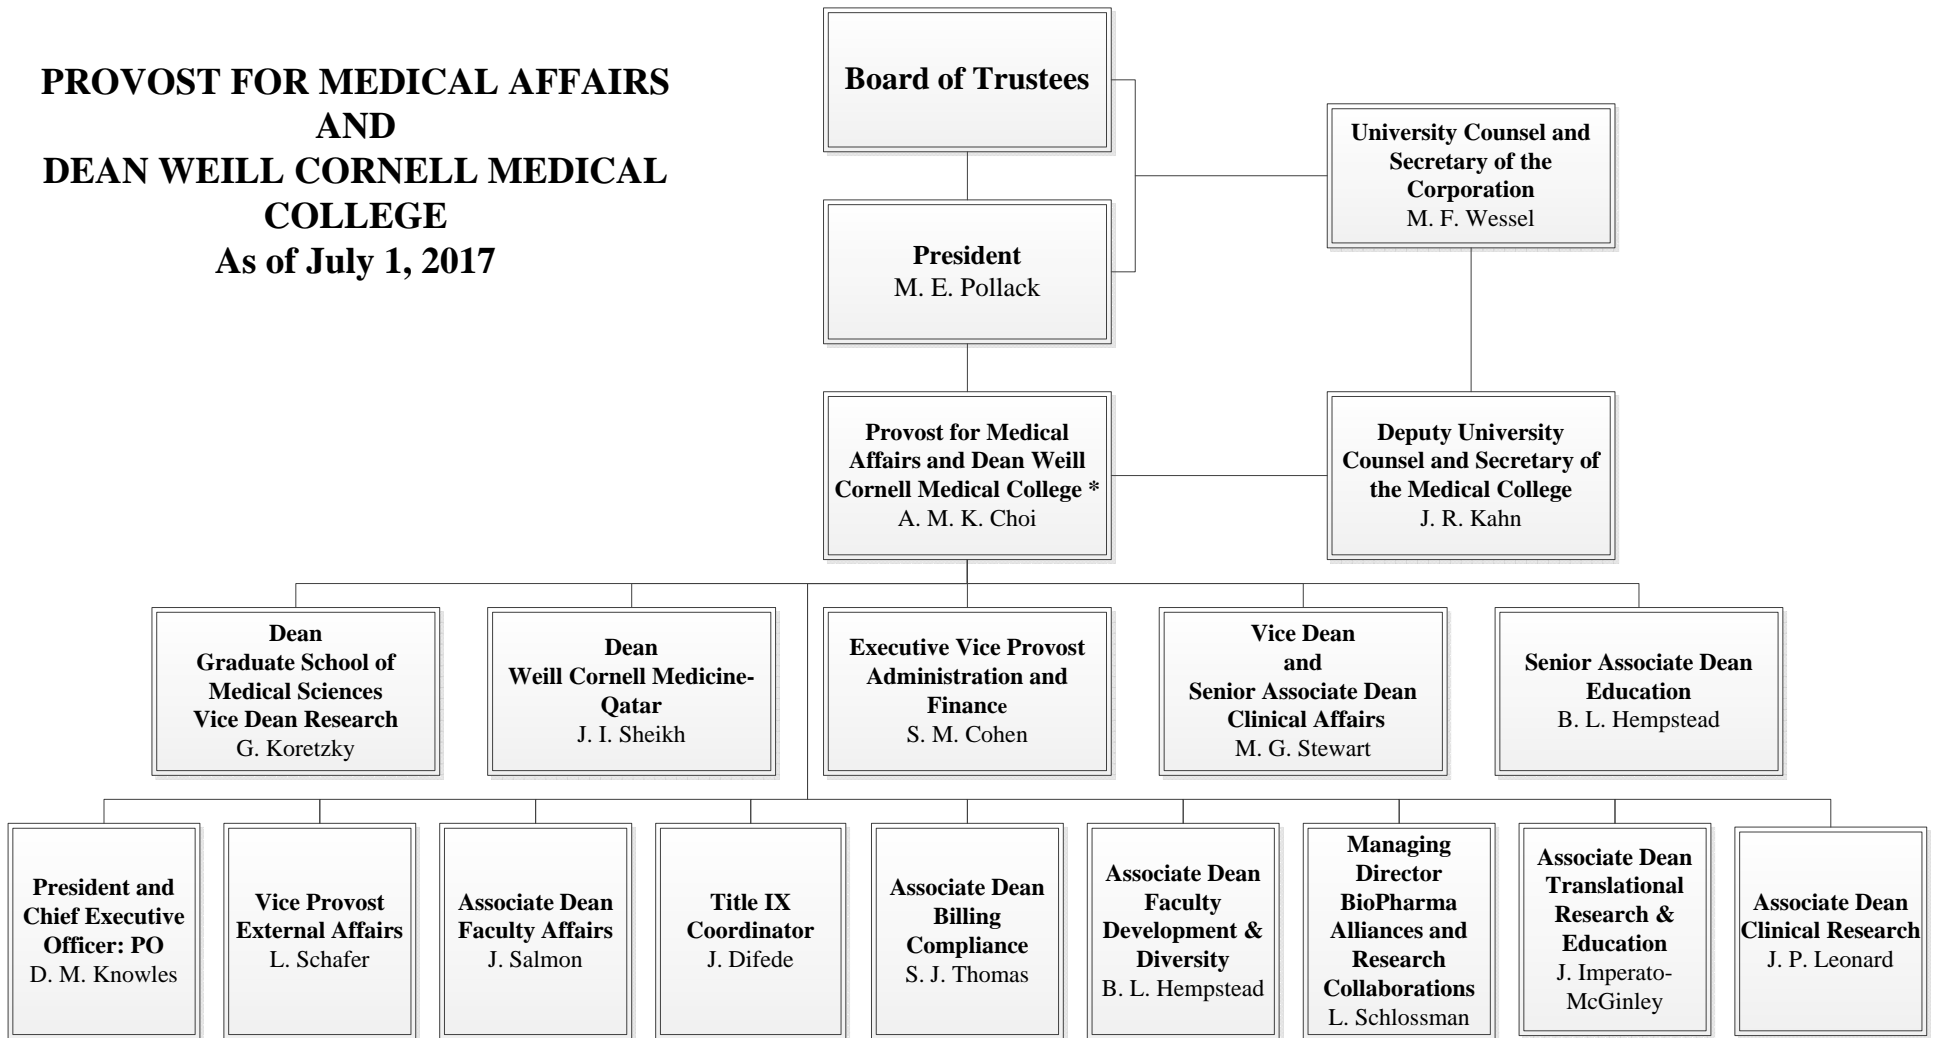 PROVOST FOR MEDICAL AFFAIRS
AND
DEAN WEILL CORNELL MEDICAL
COLLEGE
As of July 1, 2017
Board of Trustees
University Counsel and
Secretary of the
Corporation
M. F. Wessel
President
M. E. Pollack
Provost for Medical
Affairs and Dean Weill
Cornell Medical College *
A. M. K. Choi
Deputy University
Counsel and Secretary of
the Medical College
J. R. Kahn
Dean
Graduate School of
Medical Sciences
Vice Dean Research
G. Koretzky
Dean
Weill Cornell Medicine-
Qatar
J. I. Sheikh
Executive Vice Provost
Administration and
Finance
S. M. Cohen
Vice Dean
and
Senior Associate Dean
Clinical Affairs
M. G. Stewart
Senior Associate Dean
Education
B. L. Hempstead
President and
Chief Executive
Officer: PO
D. M. Knowles
Vice Provost
External Affairs
L. Schafer
Associate Dean
Faculty Affairs
J. Salmon
Title IX
Coordinator
J. Difede
Associate Dean
Billing
Compliance
S. J. Thomas
Associate Dean
Faculty
Development &
Diversity
B. L. Hempstead
Managing
Director
BioPharma
Alliances and
Research
Collaborations
L. Schlossman
Associate Dean
Translational
Research &
Education
J. Imperato-
McGinley
Associate Dean
Clinical Research
J. P. Leonard